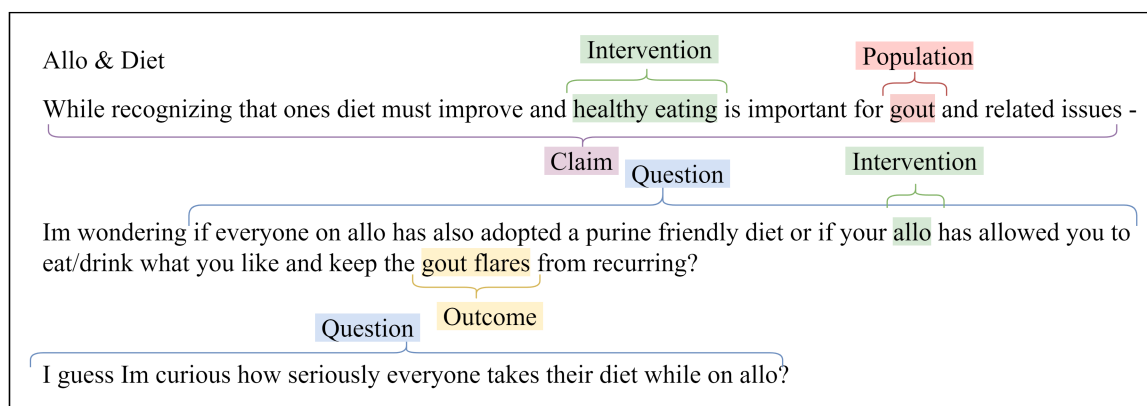 Intervention
Population
Allo & Diet
While recognizing that ones diet must improve and healthy eating is important for gout and related issues -
Claim
Question
Intervention
Im wondering if everyone on allo has also adopted a purine friendly diet or if your allo has allowed you to
eat/drink what you like and keep the gout flares from recurring?
Outcome
Question
I guess Im curious how seriously everyone takes their diet while on allo?